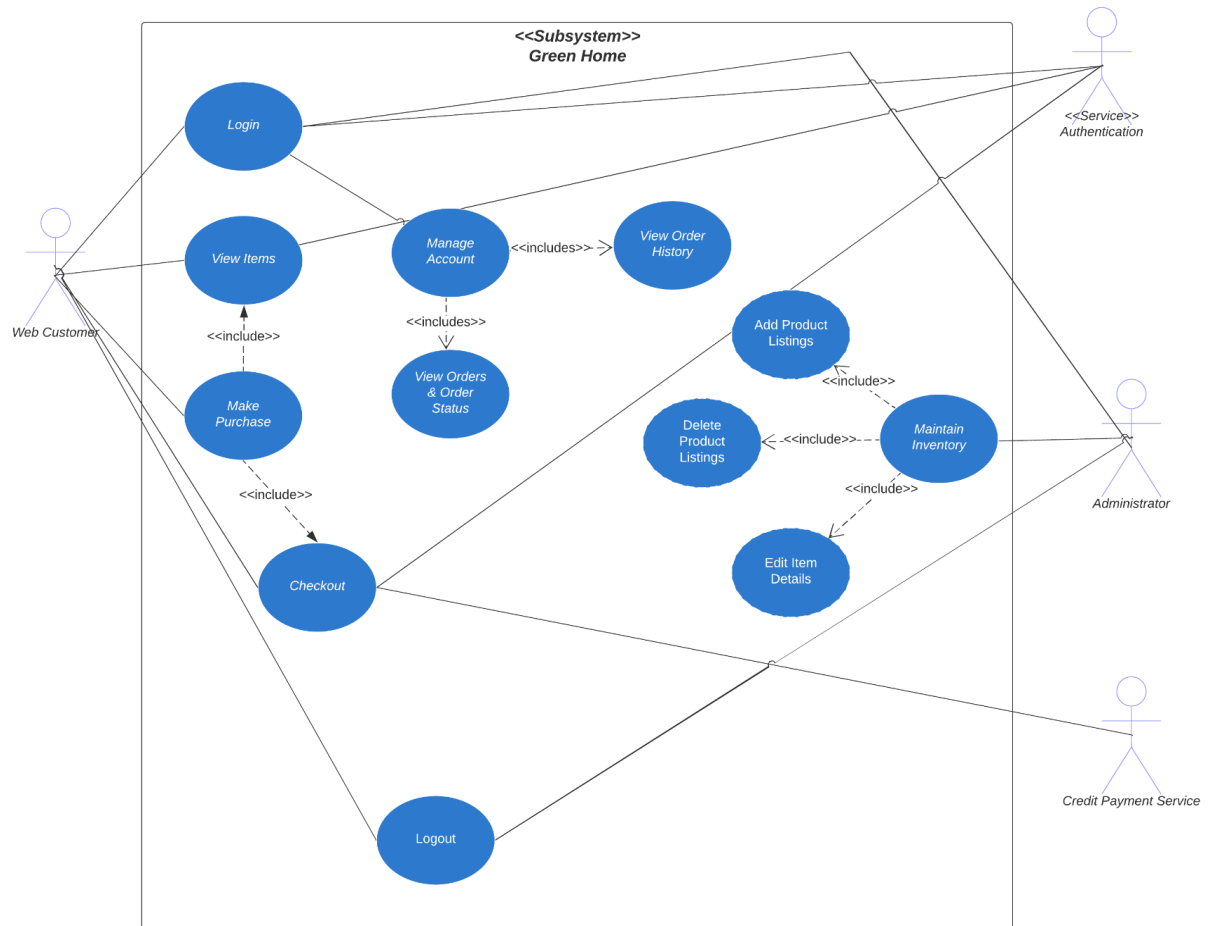 <<Subsystem>>
Green Home
Login
<<Service>>
Authentication
View Items
Manage
Account
<<includes>>
View Order
History
Web Customer
<<include>>
<<includes>>
Add Product
Listings
View Orders
& Order
Status
<<include>>
Make
Purchase
Delete
Product
Listings
<<include>>
Maintain
Inventory
<<include>>
<<include>>
Administrator
Checkout
Edit Item
Details
Credit Payment Service
Logout